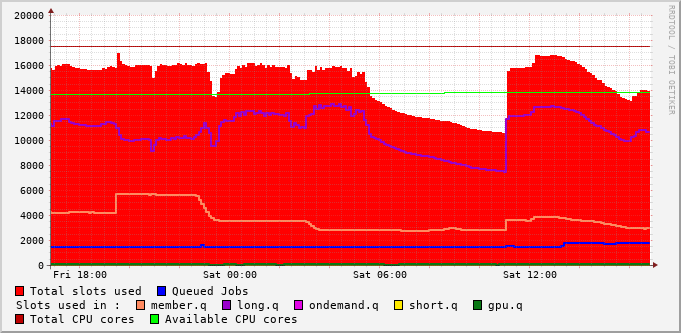 20000
18000
16000
14000
12000
10000
8000
6000
4000
2000
0
Fri 18:00 Sat 00:00 Sat 06:00 Sat 12:00
RRDTOOL / TOBI OETIKER
Total slots used Queued Jobs
Slots used in : member.q long.q ondemand.q short.q gpu.q
Total CPU cores Available CPU cores